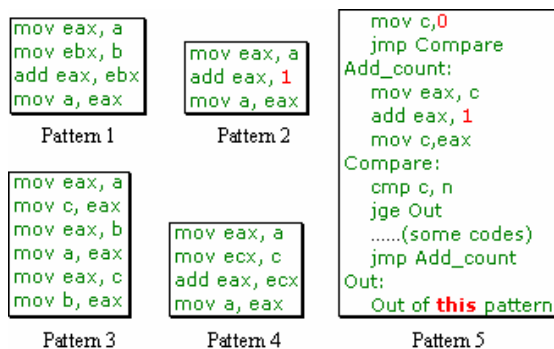 mov eax, a
mov ebx, b
add eax, ebx
mov a, eax
Pattern 1
mov eax, a
add eax, 1
mov a, eax
Pattern 2
mov eax, a
mov c, eax
mov eax, b
mov a, eax
mov eax, c
mov b, eax
Pattern 3
mov eax, a
mov ecx, c
add eax, ecx
mov a, eax
Pattern 4
mov c,0
jmp Compare
Add_count:
mov eax, c
add eax, 1
mov c,eax
Compare:
cmp c, n
jge Out
......(some codes)
jmp Add_count
Out:
Out of this pattern
Pattern 5